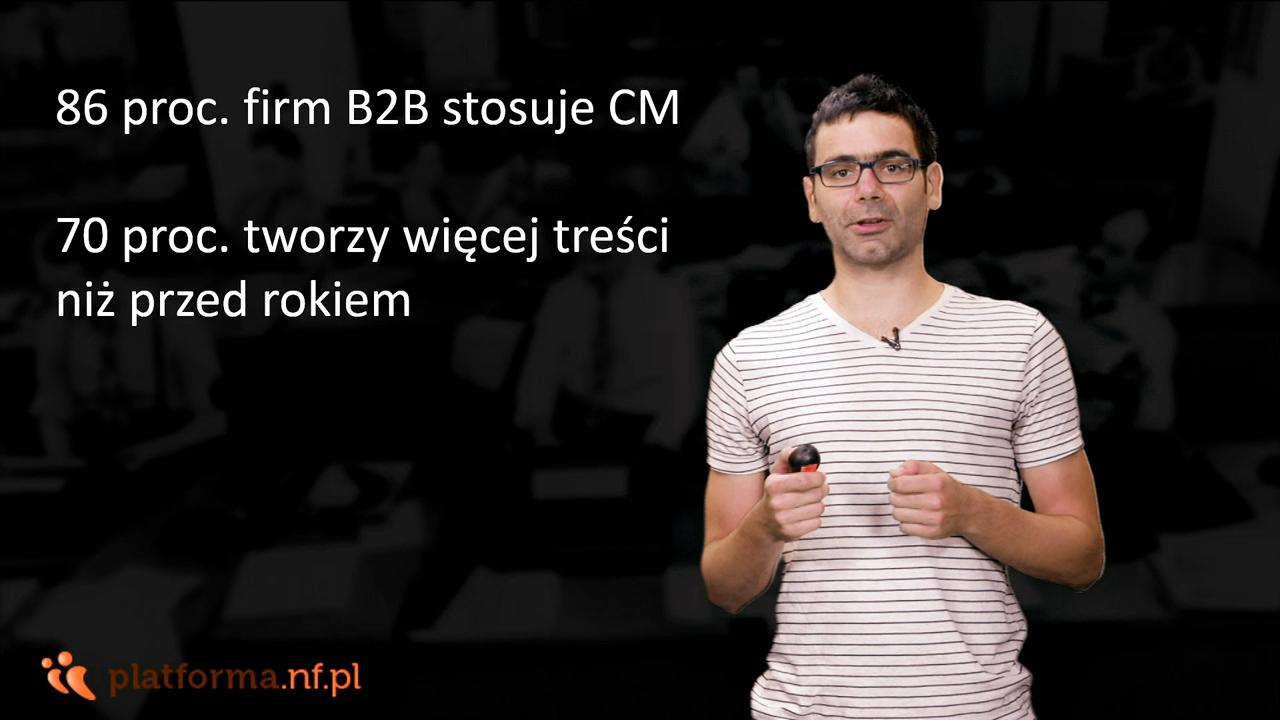 86 proc. firm B2B stosuje CM
70 proc. tworzy więcej treści
niż przed rokiem
platforma.nf.pl